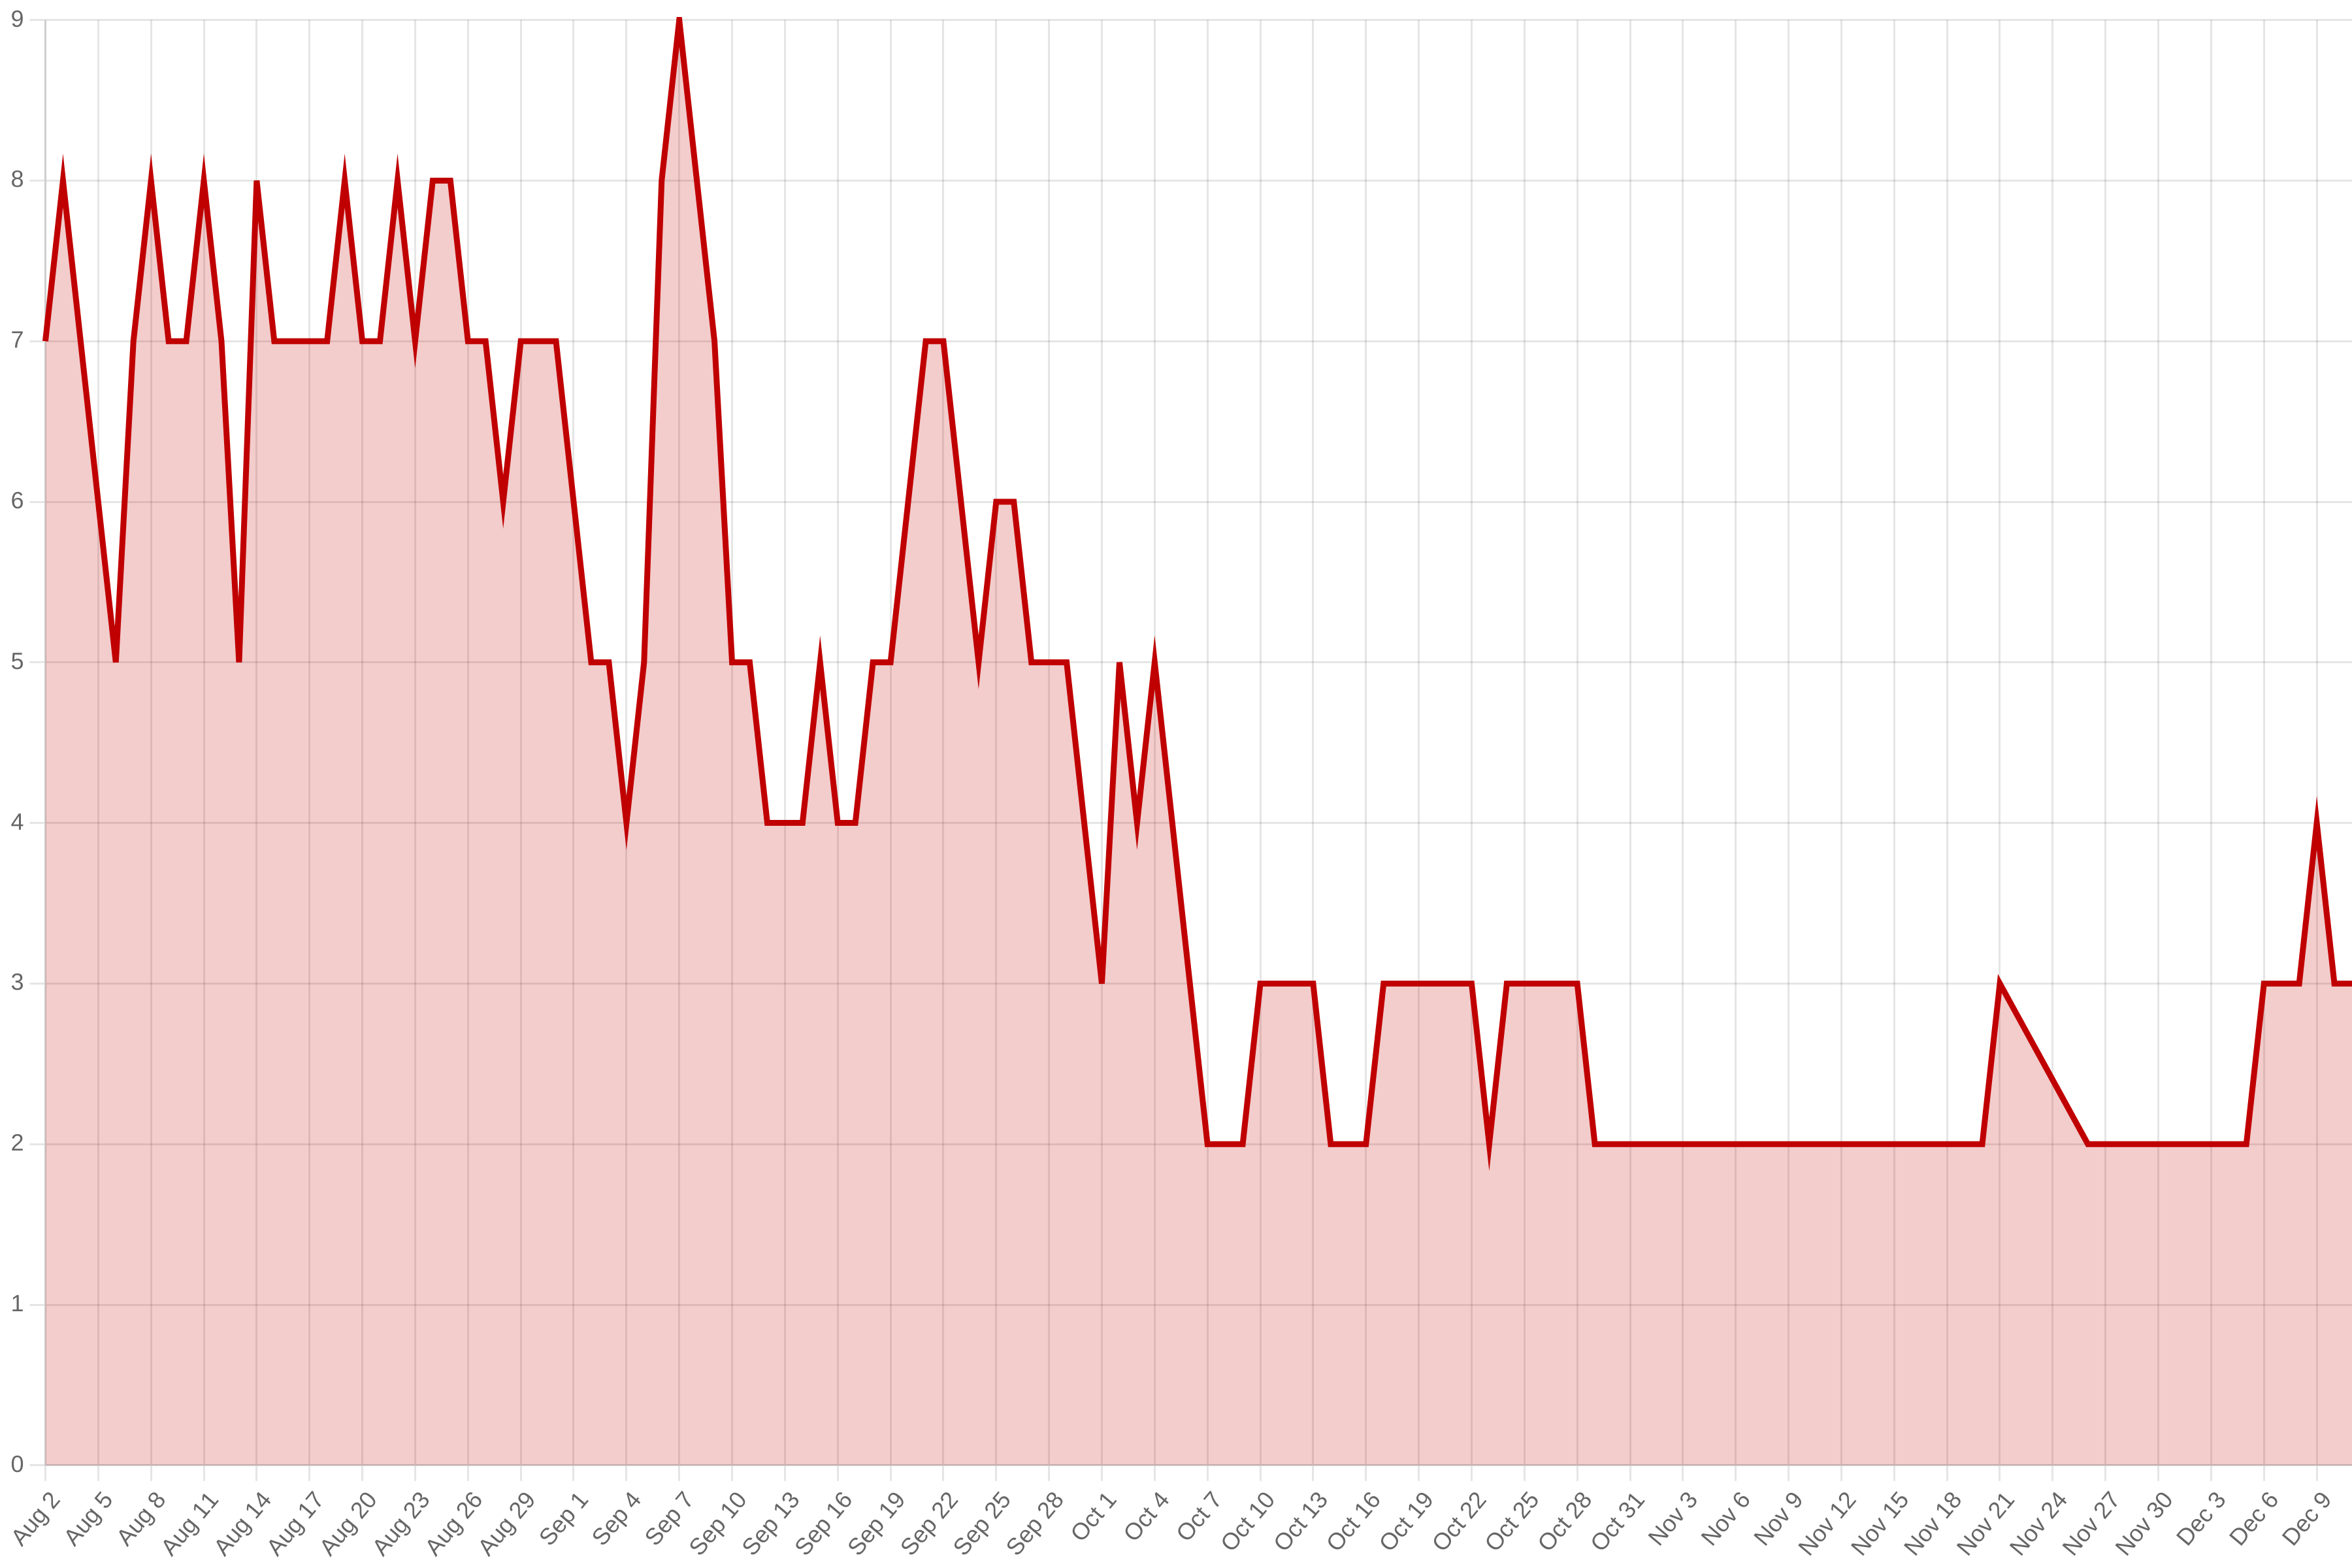 9
8
7
6
5
4
3
2
1
0
Aug 2
Aug 5
Aug 8
Aug 11
Aug 14
Aug 17
Aug 20
Aug 23
Aug 26
Aug 29
Sep 1
Sep 4
Sep 7
Sep 10
Sep 13
Sep 16
Sep 19
Sep 22
Sep 25
Sep 28
Oct 1
Oct 4
Oct 7
Oct 10
Oct 13
Oct 16
Oct 19
Oct 22
Oct 25
Oct 28
Oct 31
Nov 3
Nov 6
Nov 9
Nov 12
Nov 15
Nov 18
Nov 21
Nov 24
Nov 27
Nov 30
Dec 3
Dec 6
Dec 9